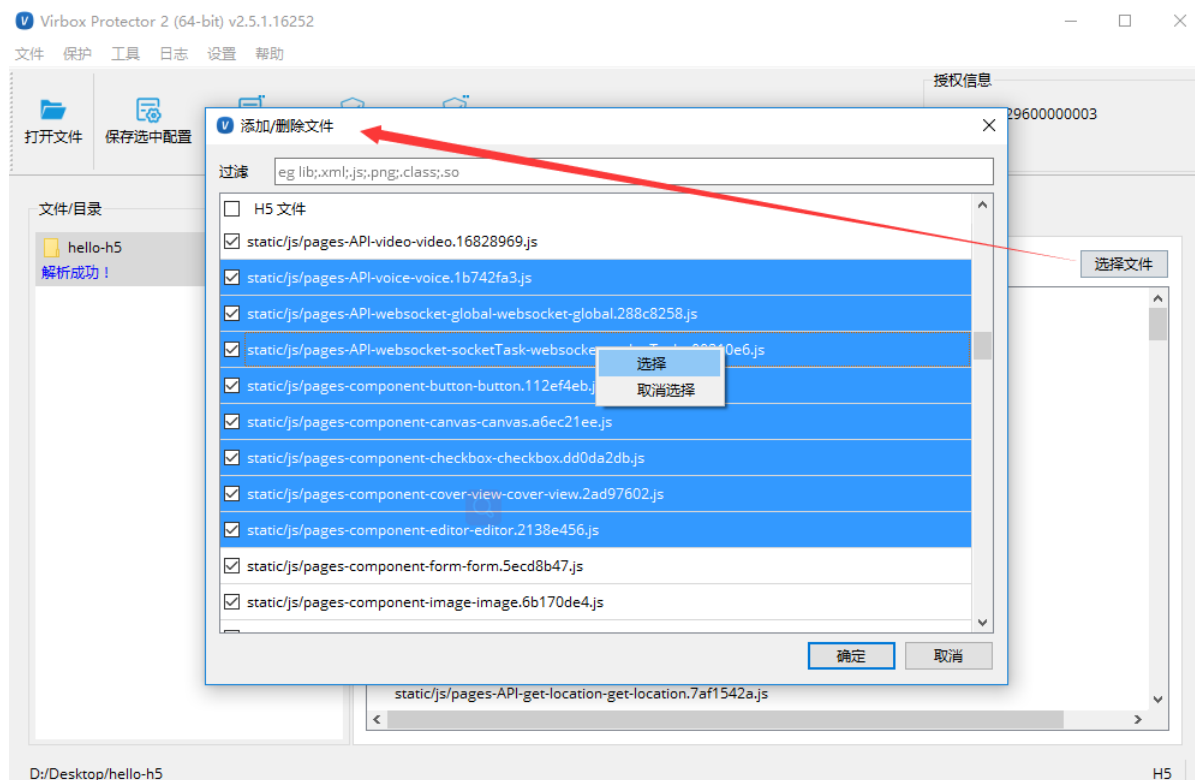 Virbox Protector 2 (64-bit) v2.5.1.16252
文件 保护 工具 日志 设置 帮助
授权信息
打开文件 保存选中配置
29600000003
添加/删除文件
过滤 eg lib;.xml;.js;.png;.class;.so
文件/目录
H5 文件
hello-h5
static/js/pages-API-video-video.16828969.js
选择文件
解析成功！
static/js/pages-API-voice-voice.1b742fa3.js
static/js/pages-API-websocket-global-websocket-global.288c8258.js
static/js/pages-API-websocket-socketTask-websocke
选择
static/js/pages-component-button-button.112ef4eb.j
取消选择
static/js/pages-component-canvas-canvas.a6ec21ee.js
static/js/pages-component-checkbox-checkbox.dd0da2db.js
static/js/pages-component-cover-view-cover-view.2ad97602.js
static/js/pages-component-editor-editor.2138e456.js
static/js/pages-component-form-form.5ecd8b47.js
static/js/pages-component-image-image.6b170de4.js
确定 取消
static/js/pages-API-get-location-get-location.7af1542a.js
D:/Desktop/hello-h5 H5